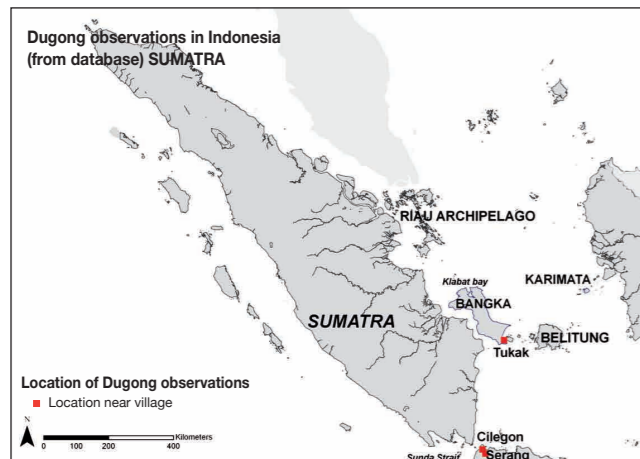 Dugong observations in Indonesia
(from database) SUMATRA
RIAU ARCHIPELAGO
Klabat bay
KARIMATA
BANGKA
SUMATRA
BELITUNG
Tukak
Location of Dugong observations
Location near village
N
Kilometers
0 100 200 400
Cilegon
Sunda Strait
Serang